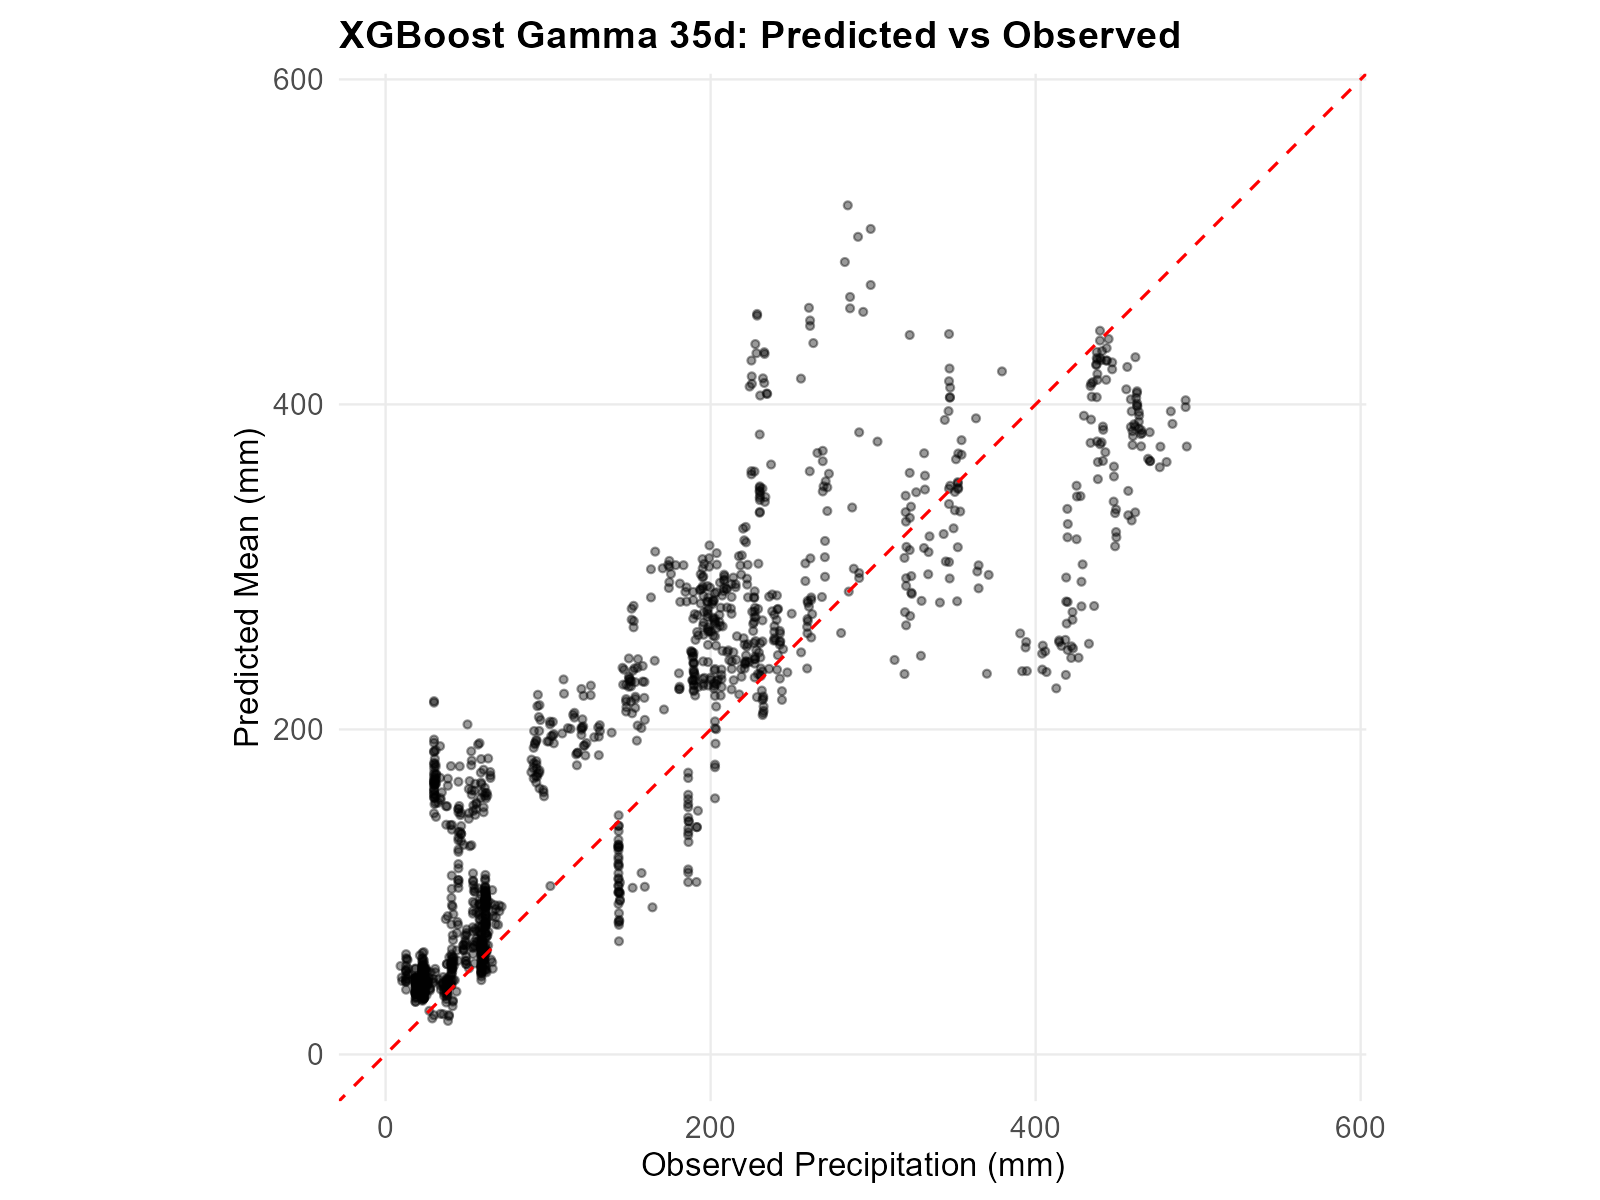 XGBoost Gamma 35d: Predicted vs Observed
600
400
200
0
Predicted Mean (mm)
0 200 400 600
Observed Precipitation (mm)